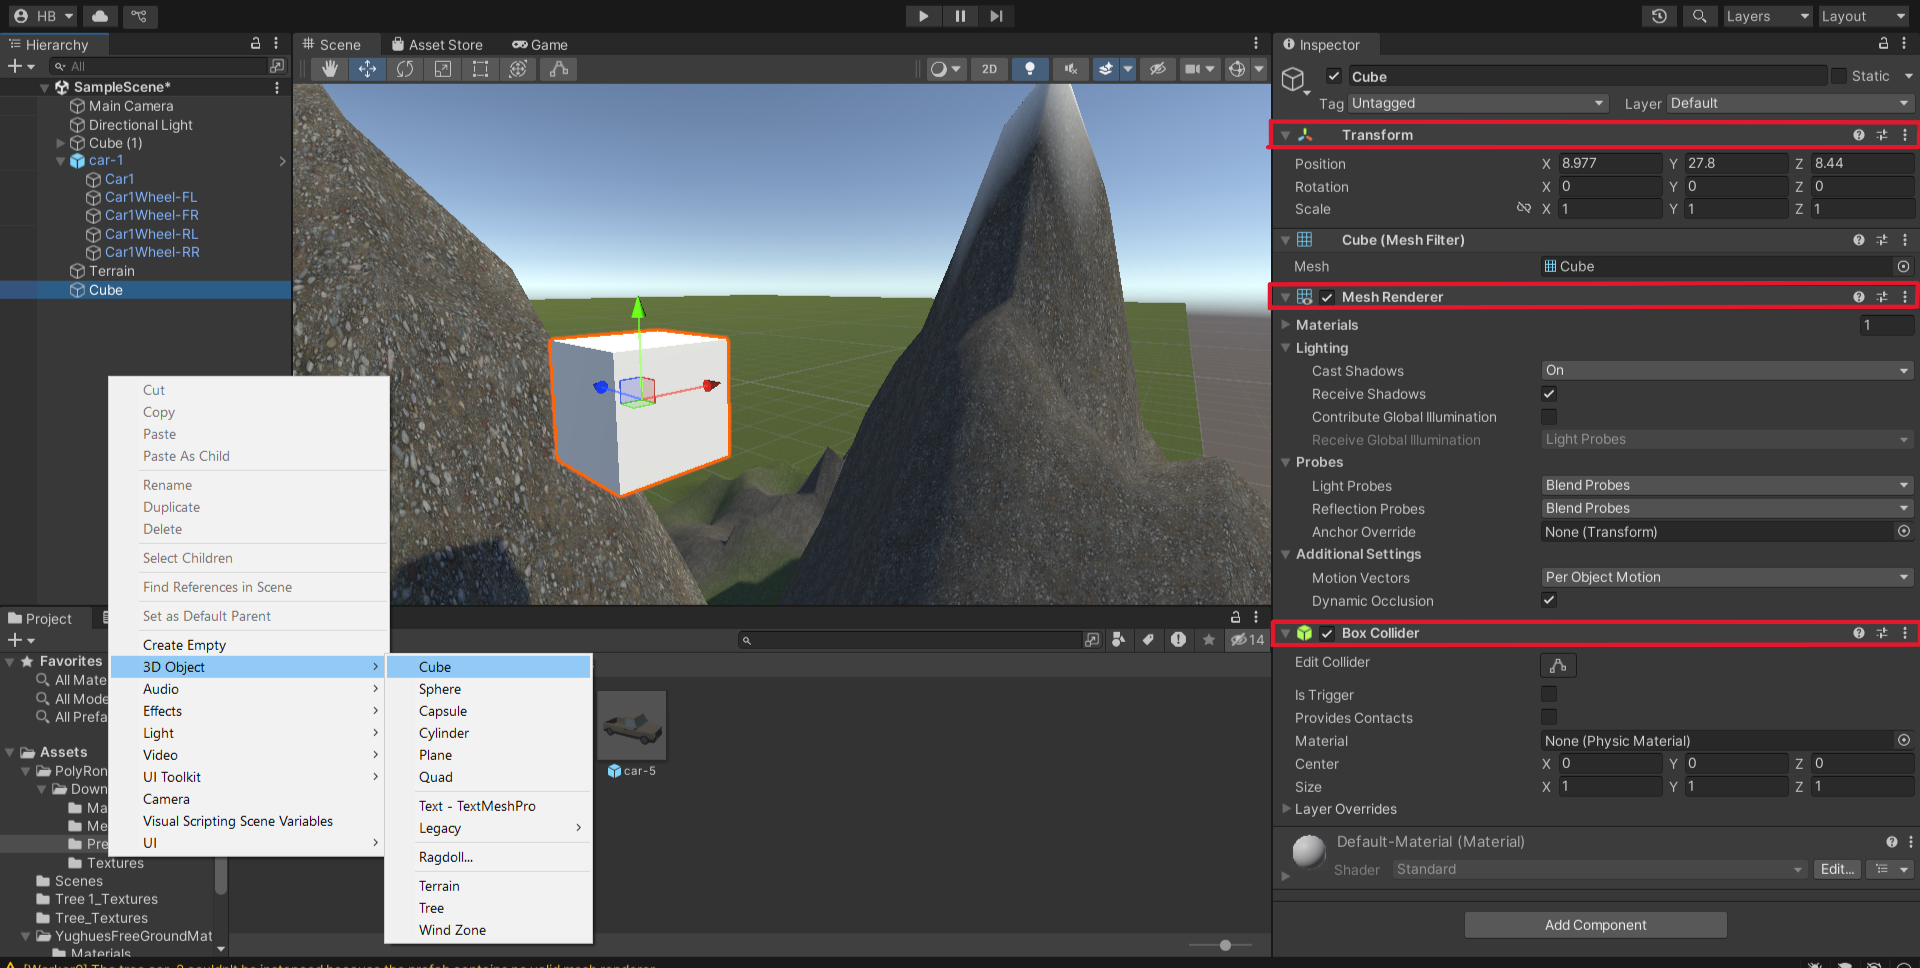 HB
Layers
Layout
Hierarchy
All
SampleScene*
Main Camera
Directional Light
Cube (1)
car-1
Car1
Car1Wheel-FL
Car1Wheel-FR
Car1Wheel-RL
Car1Wheel-RR
Terrain
Cube
Scene
Asset Store
Game
2D
Cut
Copy
Paste
Paste As Child
Rename
Duplicate
Delete
Select Children
Find References in Scene
Set as Default Parent
Create Empty
3D Object
Audio
Effects
Light
Video
UI Toolkit
Camera
Visual Scripting Scene Variables
UI
Cube
Sphere
Capsule
Cylinder
Plane
Quad
Text - TextMeshPro
Legacy
Ragdoll...
Terrain
Tree
Wind Zone
Project
14
Favorites
All Mate
All Mode
All Prefa
Assets
PolyRon
Down
Ma
Me
Pre
Textures
Scenes
Tree 1_Textures
Tree_Textures
YughuesFreeGroundMat
Materials
car-5
Inspector
Cube
Static
Tag Untagged Layer Default
Transform
Position X 8.977 Y 27.8 Z 8.44
Rotation X 0 Y 0 Z 0
Scale X 1 Y 1 Z 1
Cube (Mesh Filter)
Mesh Cube
Mesh Renderer
Materials 1
Lighting
Cast Shadows On
Receive Shadows
Contribute Global Illumination
Receive Global Illumination Light Probes
Probes
Light Probes Blend Probes
Reflection Probes Blend Probes
Anchor Override None (Transform)
Additional Settings
Motion Vectors Per Object Motion
Dynamic Occlusion
Box Collider
Edit Collider
Is Trigger
Provides Contacts
Material None (Physic Material)
Center X 0 Y 0 Z 0
Size X 1 Y 1 Z 1
Layer Overrides
Default-Material (Material)
Shader Standard Edit...
Add Component